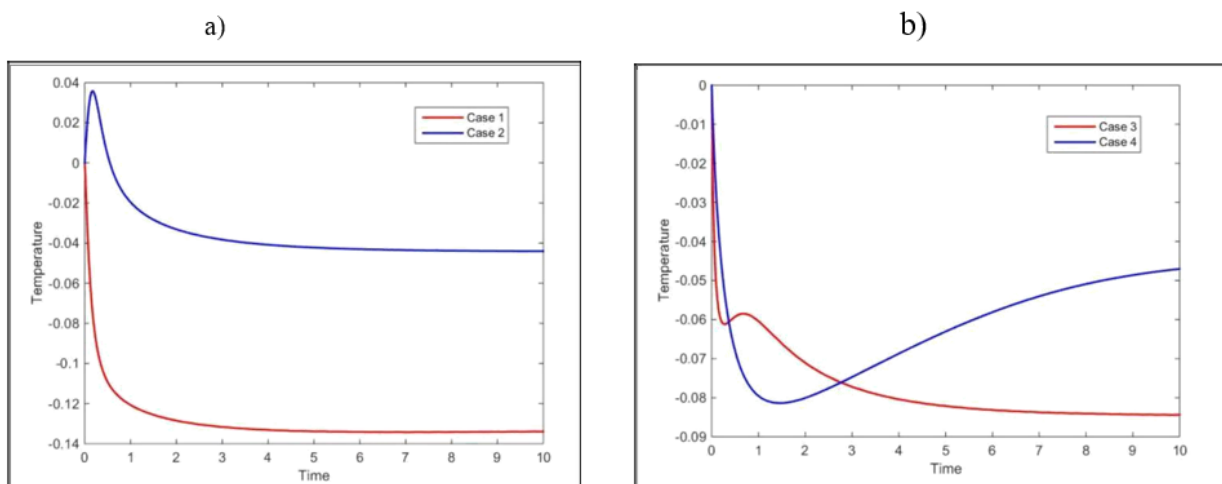 a)
0.04
0.02
0
-0.02
-0.04
-0.06
-0.08
-0.1
-0.12
-0.14
Temperature
0 1 2 3 4 5 6 7 8 9 10
Time
Case 1
Case 2
b)
0
-0.01
-0.02
-0.03
-0.04
-0.05
-0.06
-0.07
-0.08
-0.09
Temperature
0 1 2 3 4 5 6 7 8 9 10
Time
Case 3
Case 4